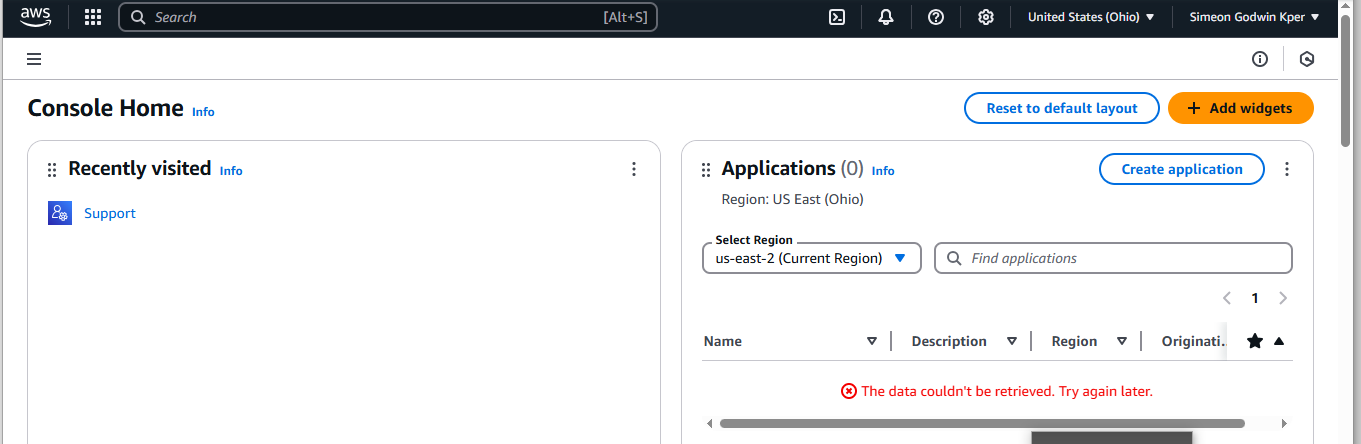 aws
Search [Alt+S] United States (Ohio) Simeon Godwin Kper
Console Home Info Reset to default layout + Add widgets
Recently visited Info
Support
Applications (0) Info Create application
Region: US East (Ohio)
Select Region
us-east-2 (Current Region) Find applications
1
Name Description Region Originati..
The data couldn't be retrieved. Try again later.